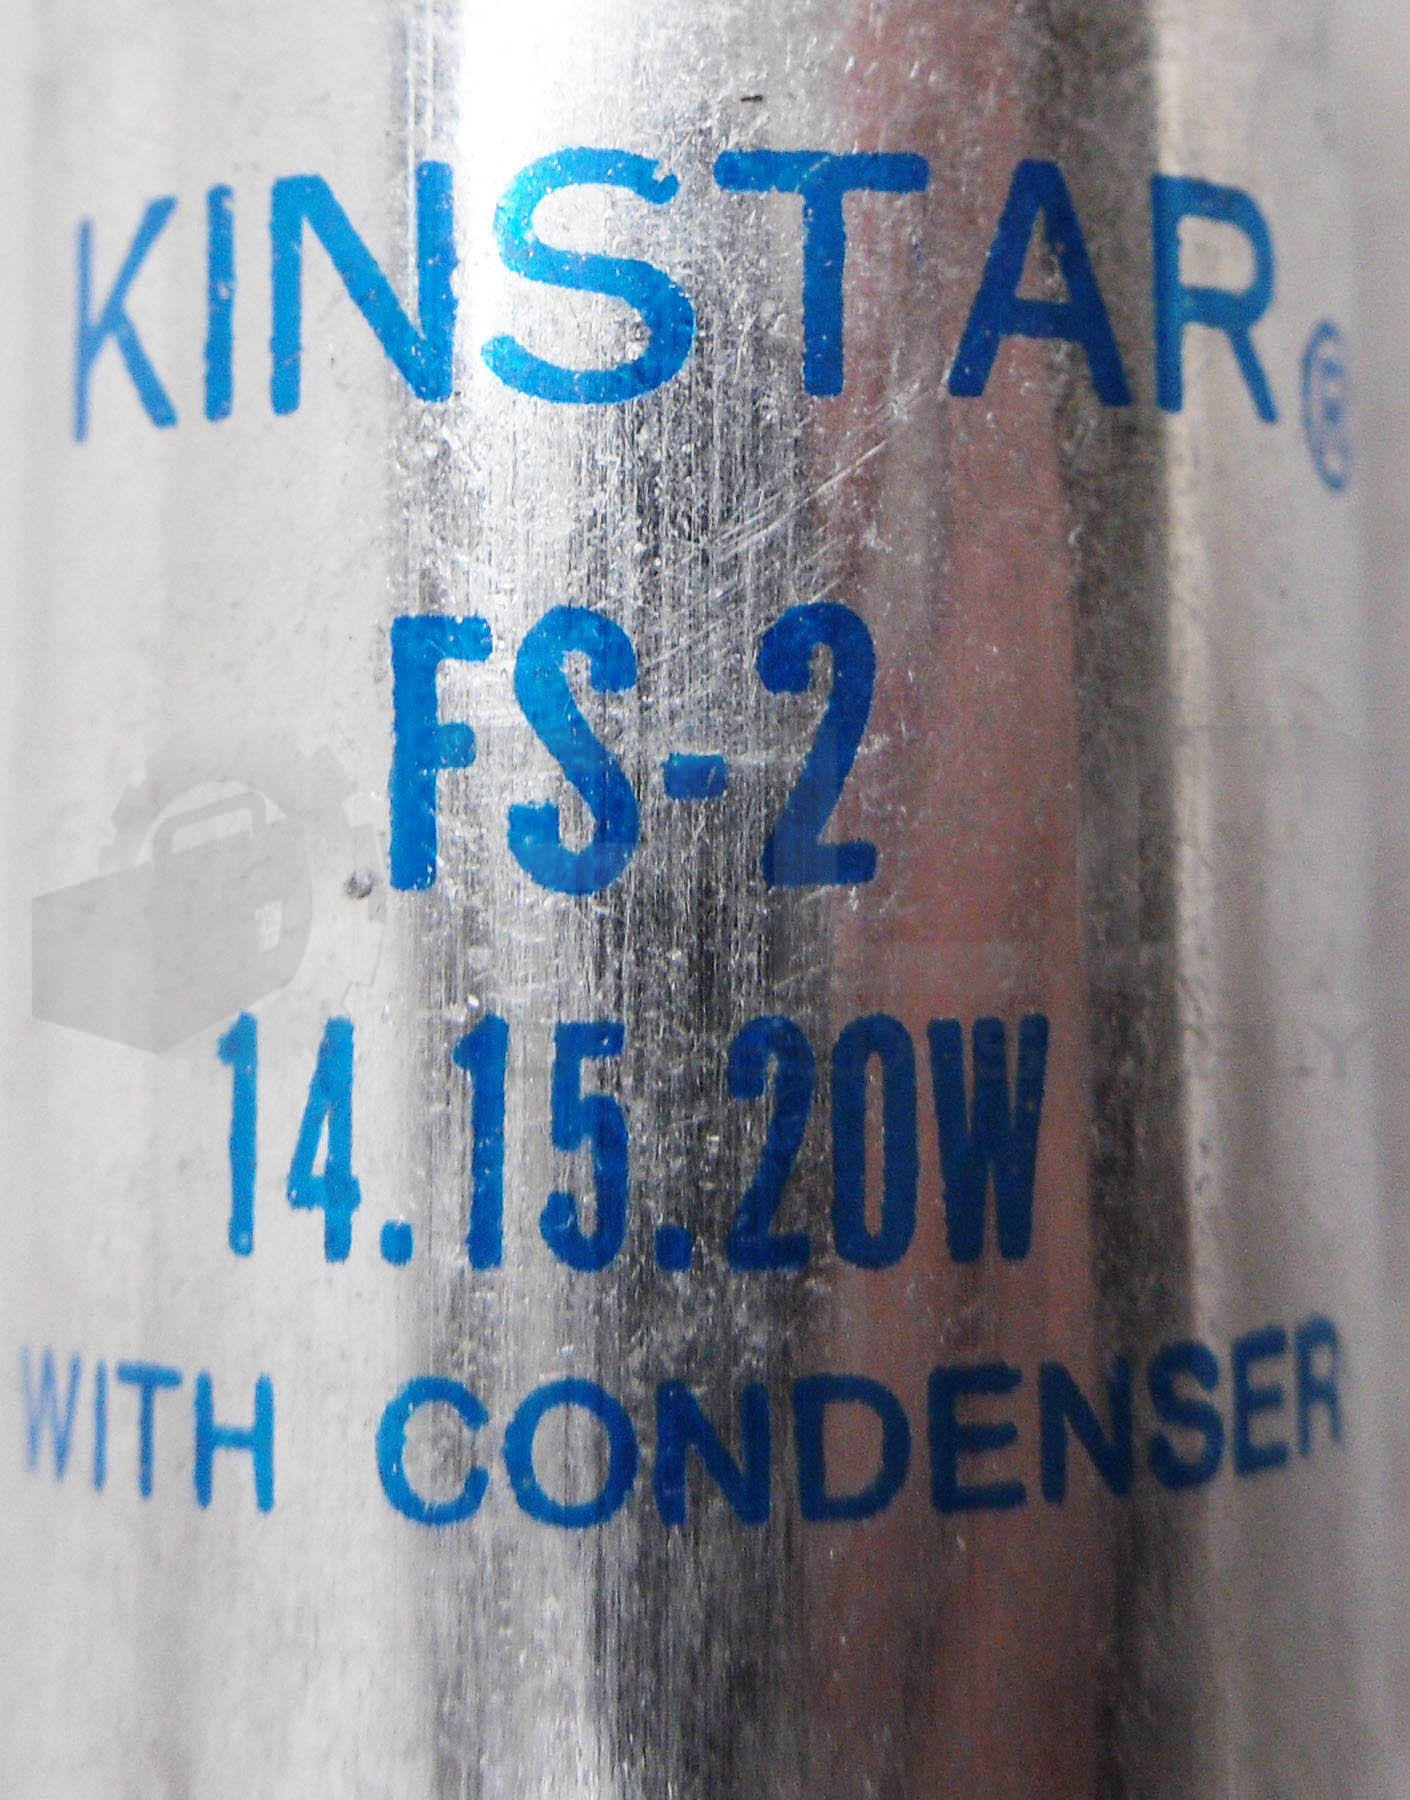 KINSTAR®
FS-2
14.15.20W
WITH CONDENSER